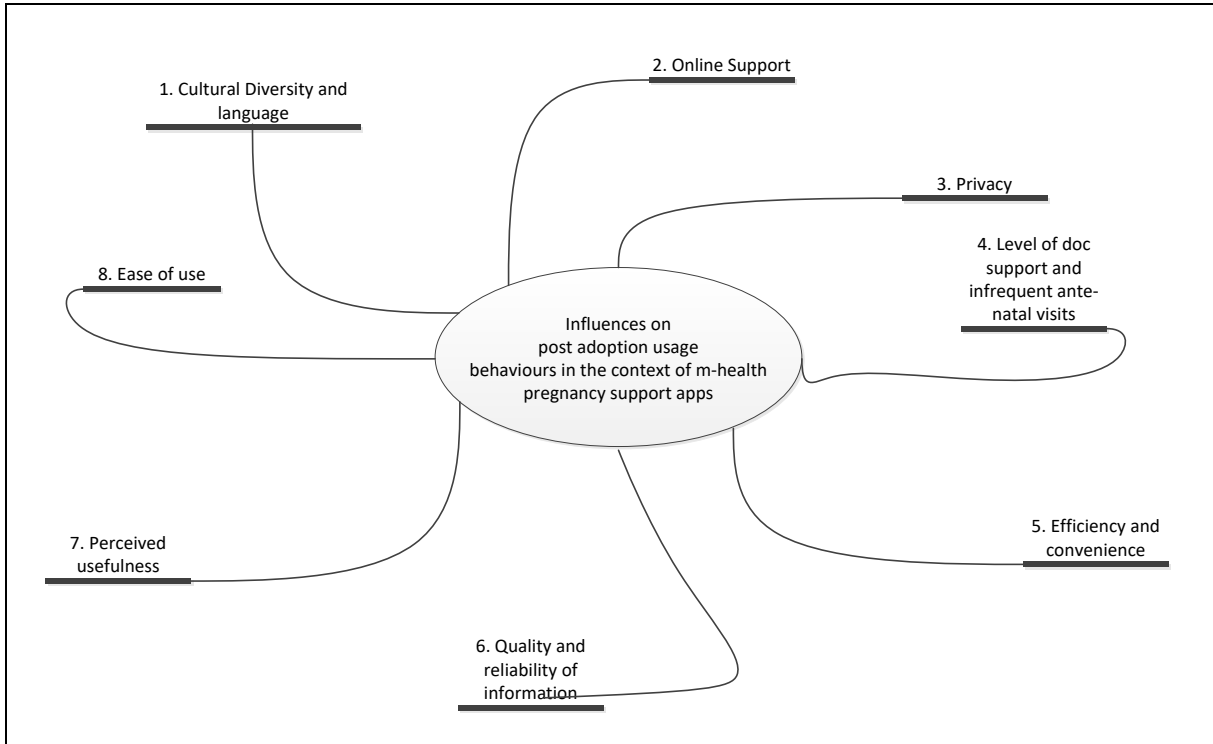 1. Cultural Diversity and
language
2. Online Support
3. Privacy
4. Level of doc
support and
infrequent ante-
natal visits
5. Efficiency and
convenience
6. Quality and
reliability of
information
7. Perceived
usefulness
8. Ease of use
Influences on
post adoption usage
behaviours in the context of m-health
pregnancy support apps